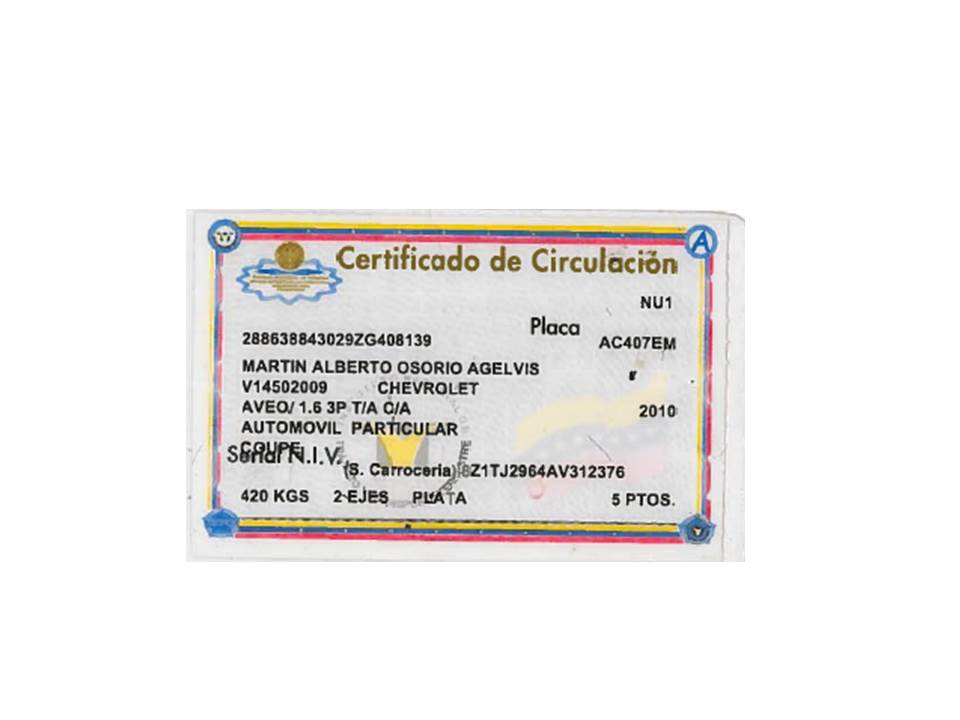 Certificado de Circulación
NU1
Placa
288638843029ZG408139 AC407EM
MARTIN ALBERTO OSORIO AGELVIS
V14502009 CHEVROLET
AVEO/ 1.6 3P T/A C/A 2010
AUTOMOVIL PARTICULAR
COUPE
Serial N.I.V. (S. Carroceria) 8Z1TJ2964AV312376
420 KGS 2 EJES PLATA 5 PTOS.